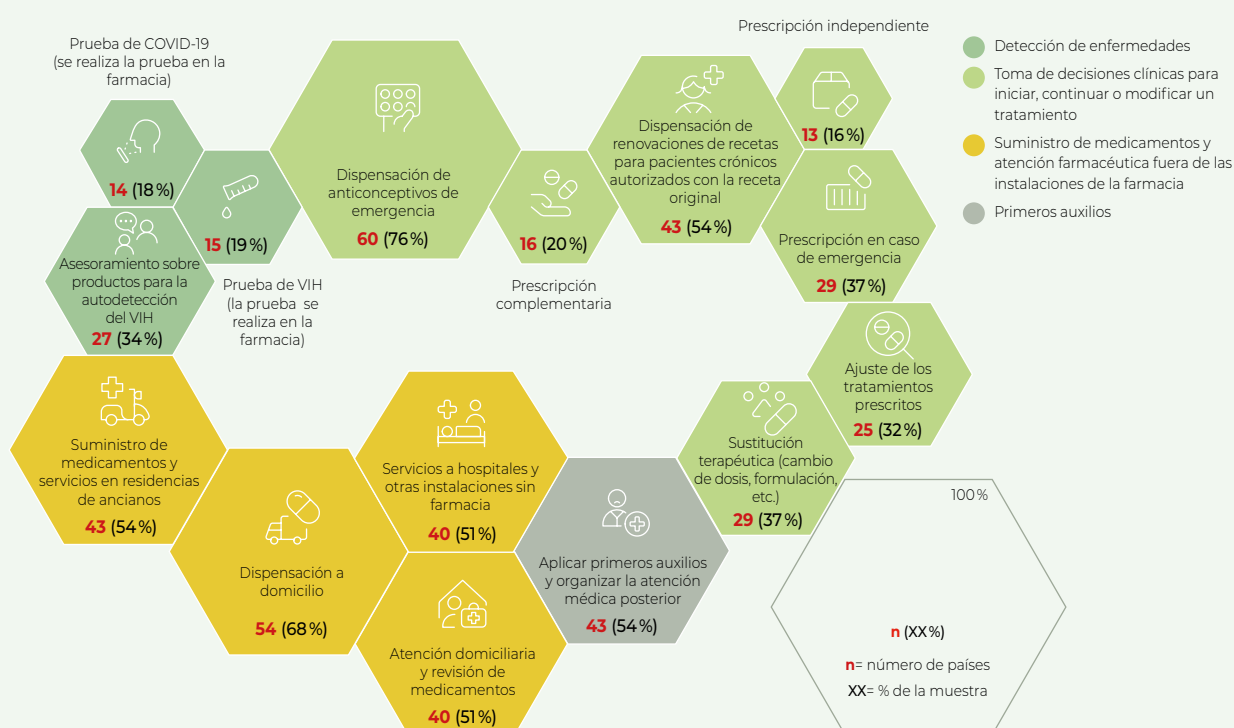 Prueba de COVID-19
(se realiza la prueba en la
farmacia)
14 (18 %)
15 (19 %)
Prueba de VIH
(la prueba se
realiza en la
farmacia)
Asesoramiento sobre
productos para la
autodetección
del VIH
27 (34 %)
Dispensación de
anticonceptivos de
emergencia
60 (76 %)
16 (20 %)
Prescripción
complementaria
Dispensación de
renovaciones de recetas
para pacientes crónicos
autorizados con la receta
original
43 (54 %)
Prescripción independiente
13 (16 %)
Prescripción en caso
de emergencia
29 (37 %)
Ajuste de los
tratamientos
prescritos
25 (32 %)
Sustitución
terapéutica (cambio
de dosis, formulación,
etc.)
29 (37 %)
Suministro de
medicamentos y
servicios en residencias
de ancianos
43 (54 %)
Dispensación a
domicilio
54 (68 %)
Servicios a hospitales y
otras instalaciones sin
farmacia
40 (51 %)
Atención domiciliaria
y revisión de
medicamentos
40 (51 %)
Aplicar primeros auxilios
y organizar la atención
médica posterior
43 (54 %)
Detección de enfermedades
Toma de decisiones clínicas para
iniciar, continuar o modificar un
tratamiento
Suministro de medicamentos y
atención farmacéutica fuera de las
instalaciones de la farmacia
Primeros auxilios
100 %
n (XX %)
n= número de países
XX= % de la muestra